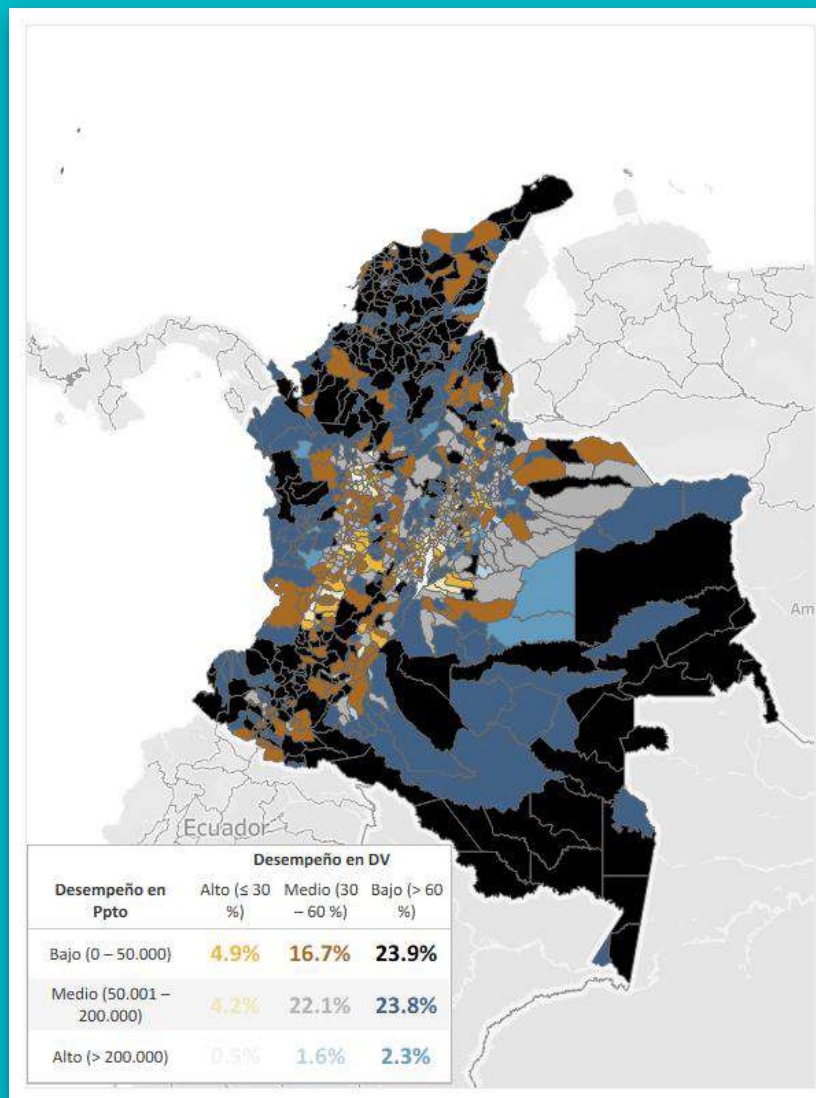 Am
Ecuador
Desempeño en DV
Desempeño en Ppto
Alto (≤ 30 %)
Medio (30 – 60 %)
Bajo (> 60 %)
Bajo (0 – 50.000) 4.9% 16.7% 23.9%
Medio (50.001 – 200.000) 4.2% 22.1% 23.8%
Alto (> 200.000) 0.5% 1.6% 2.3%